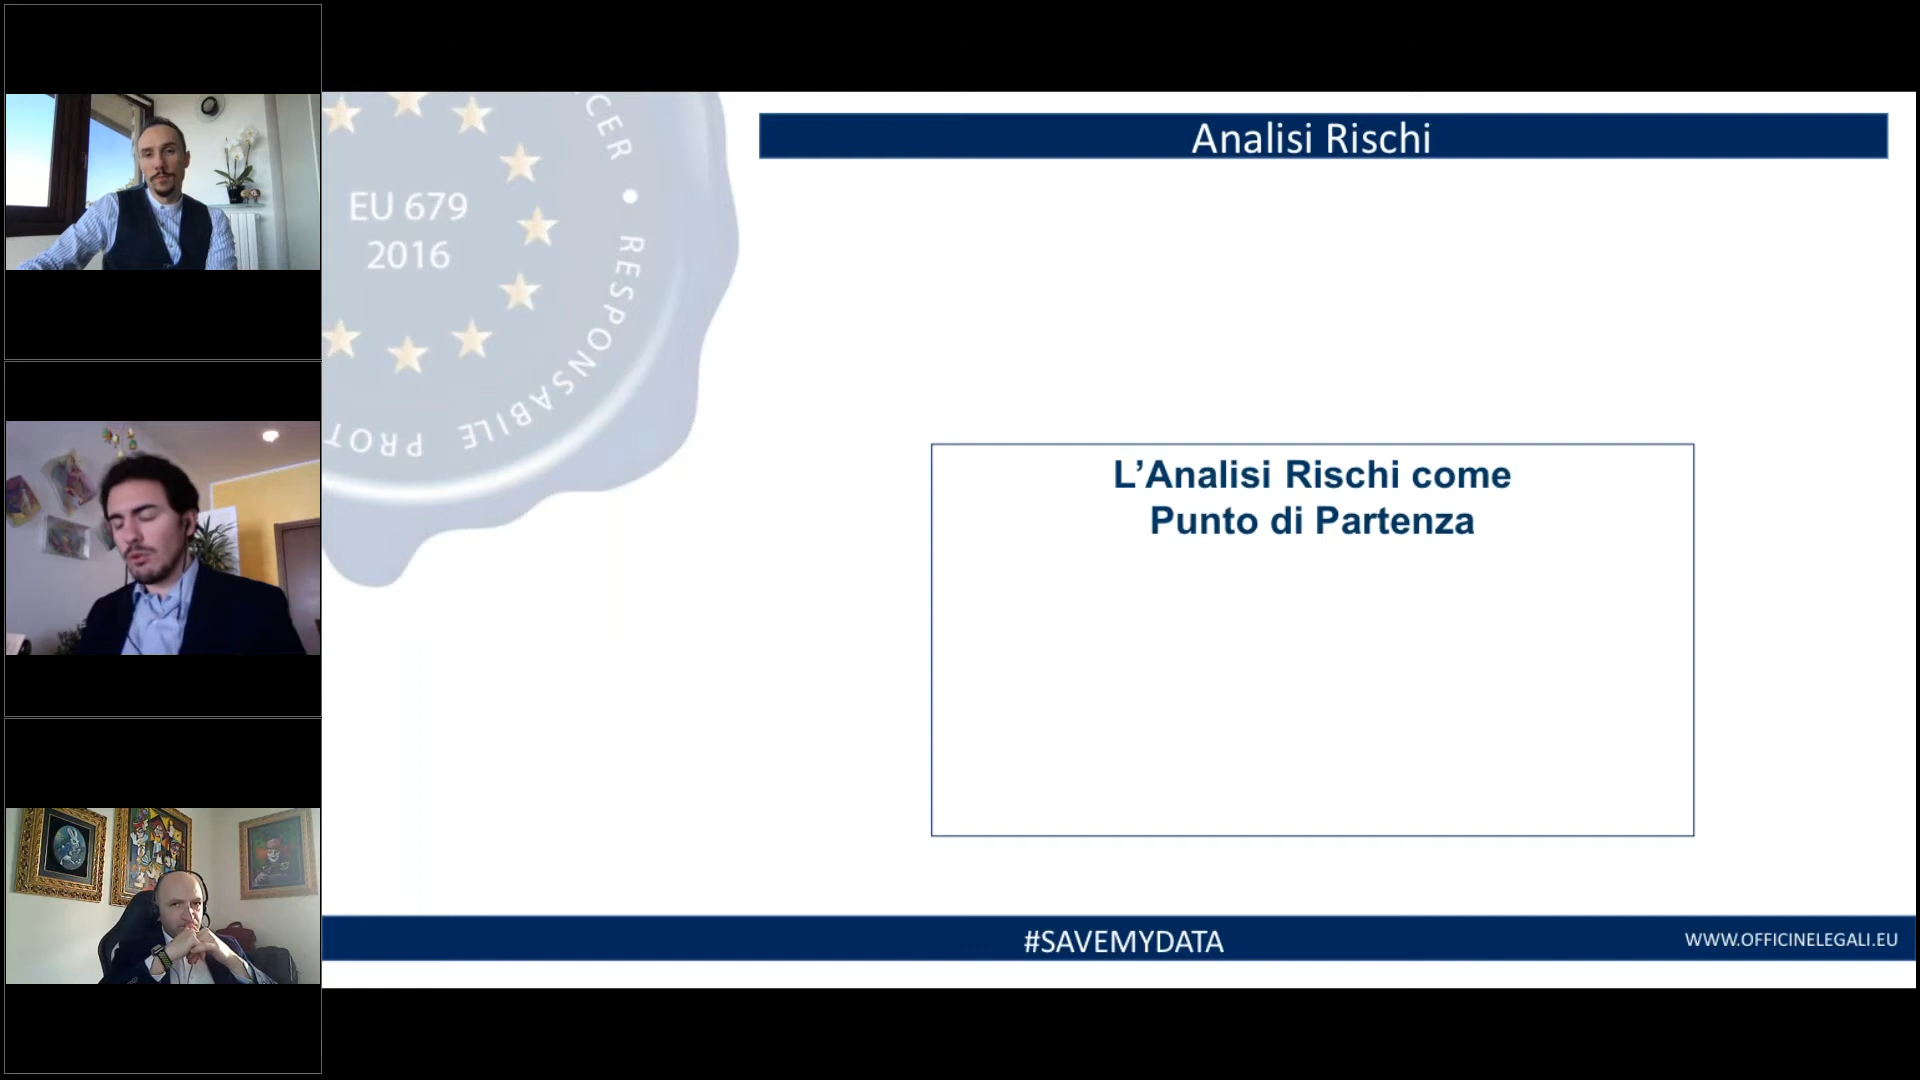 Analisi Rischi
CER • RESPONSABILE PROT
EU 679
2016
L’Analisi Rischi come
Punto di Partenza
#SAVEMYDATA
WWW.OFFICINELEGALI.EU